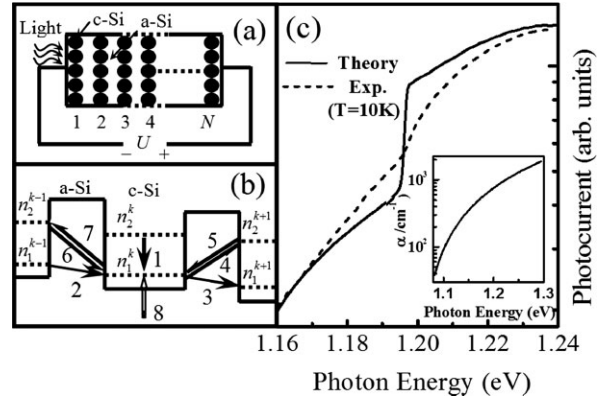 c-Si
a-Si
(a)
Light
1 2 3 4 N
U
− +
(b)
a-Si
c-Si
n₂ᵏ⁻¹
n₂ᵏ
n₂ᵏ⁺¹
n₁ᵏ⁻¹
n₁ᵏ
n₁ᵏ⁺¹
7
6
2
1
8
5
4
3
(c)
Theory
Exp.
(T=10K)
α/cm⁻¹
10³
10²
1.1 1.2 1.3
Photon Energy (eV)
1.16 1.18 1.20 1.22 1.24
Photon Energy (eV)
Photocurrent (arb. units)